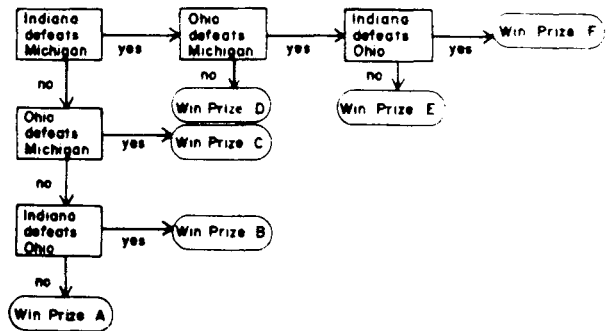 Indiana
defeats
Michigan
yes
Ohio
defeats
Michigan
yes
Indiana
defeats
Ohio
yes
Win Prize F
no
no
no
Win Prize D
Win Prize E
Ohio
defeats
Michigan
yes
Win Prize C
no
Indiana
defeats
Ohio
yes
Win Prize B
no
Win Prize A